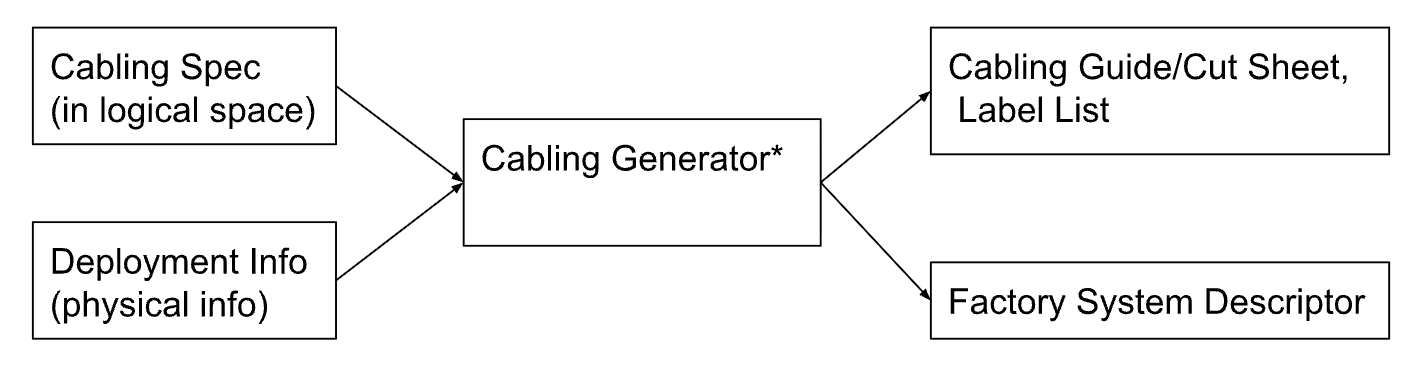 Cabling Spec
(in logical space)
Deployment Info
(physical info)
Cabling Generator*
Cabling Guide/Cut Sheet,
Label List
Factory System Descriptor